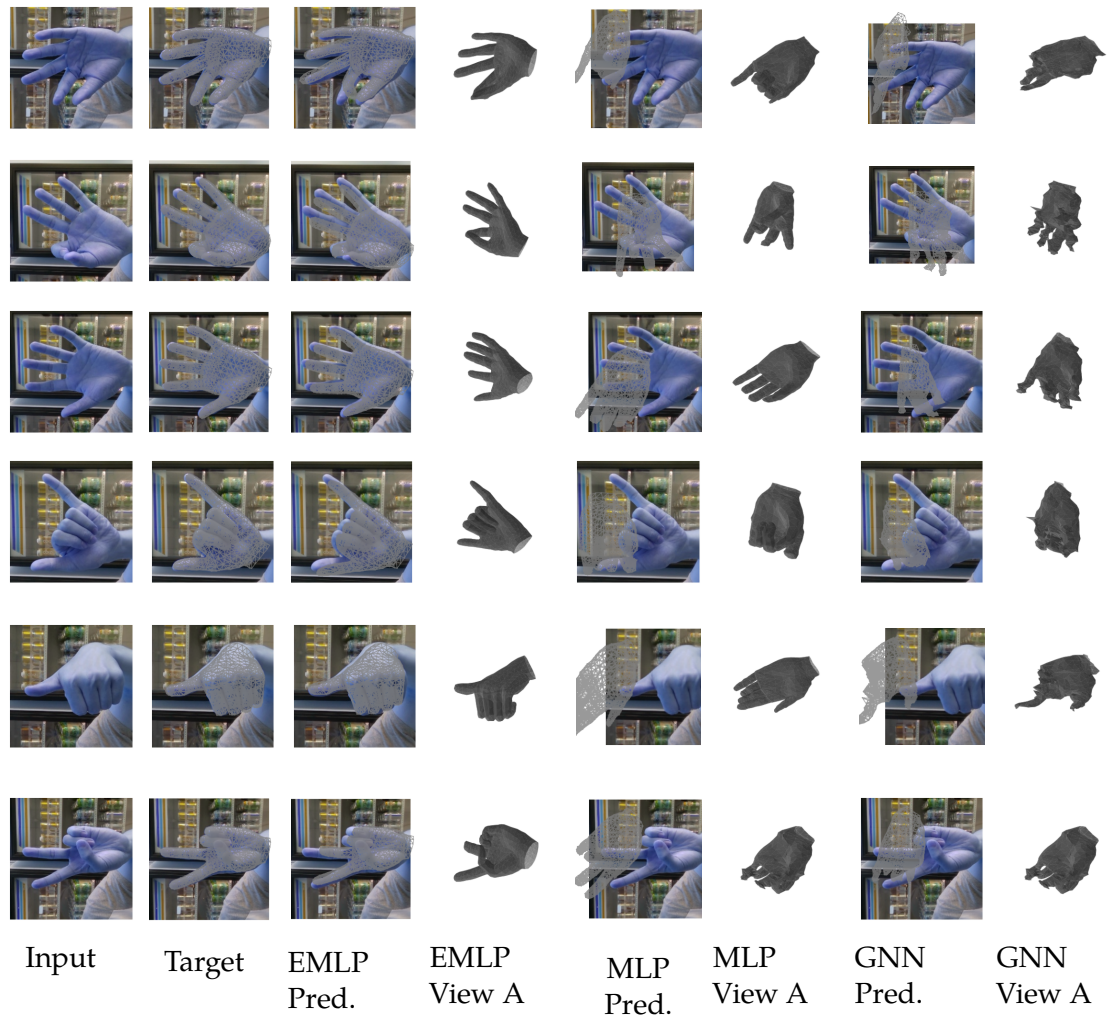 Input
Target
EMLP
Pred.
EMLP
View A
MLP
Pred.
MLP
View A
GNN
Pred.
GNN
View A